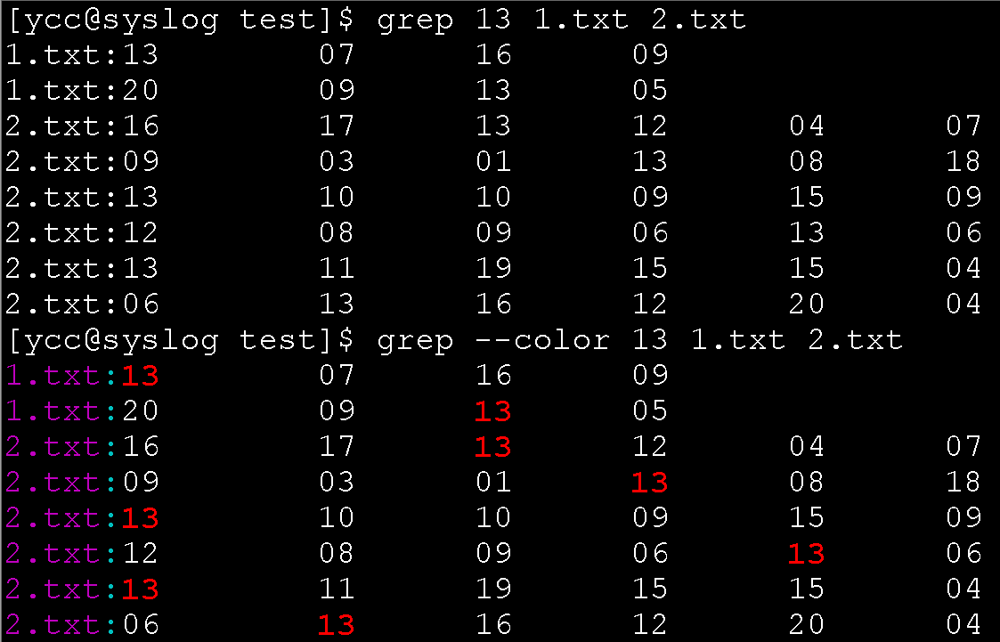 [ycc@syslog test]$ grep 13 1.txt 2.txt
1.txt:13 07 16 09
1.txt:20 09 13 05
2.txt:16 17 13 12 04 07
2.txt:09 03 01 13 08 18
2.txt:13 10 10 09 15 09
2.txt:12 08 09 06 13 06
2.txt:13 11 19 15 15 04
2.txt:06 13 16 12 20 04
[ycc@syslog test]$ grep --color 13 1.txt 2.txt
1.txt:13 07 16 09
1.txt:20 09 13 05
2.txt:16 17 13 12 04 07
2.txt:09 03 01 13 08 18
2.txt:13 10 10 09 15 09
2.txt:12 08 09 06 13 06
2.txt:13 11 19 15 15 04
2.txt:06 13 16 12 20 04